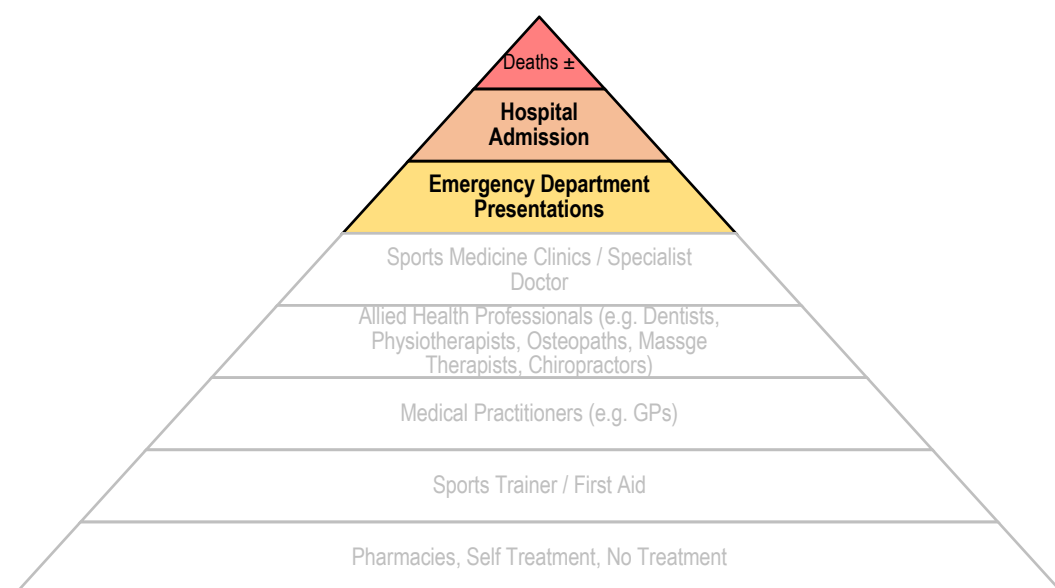 Deaths ±
Hospital
Admission
Emergency Department
Presentations
Sports Medicine Clinics / Specialist
Doctor
Allied Health Professionals (e.g. Dentists,
Physiotherapists, Osteopaths, Massge
Therapists, Chiropractors)
Medical Practitioners (e.g. GPs)
Sports Trainer / First Aid
Pharmacies, Self Treatment, No Treatment